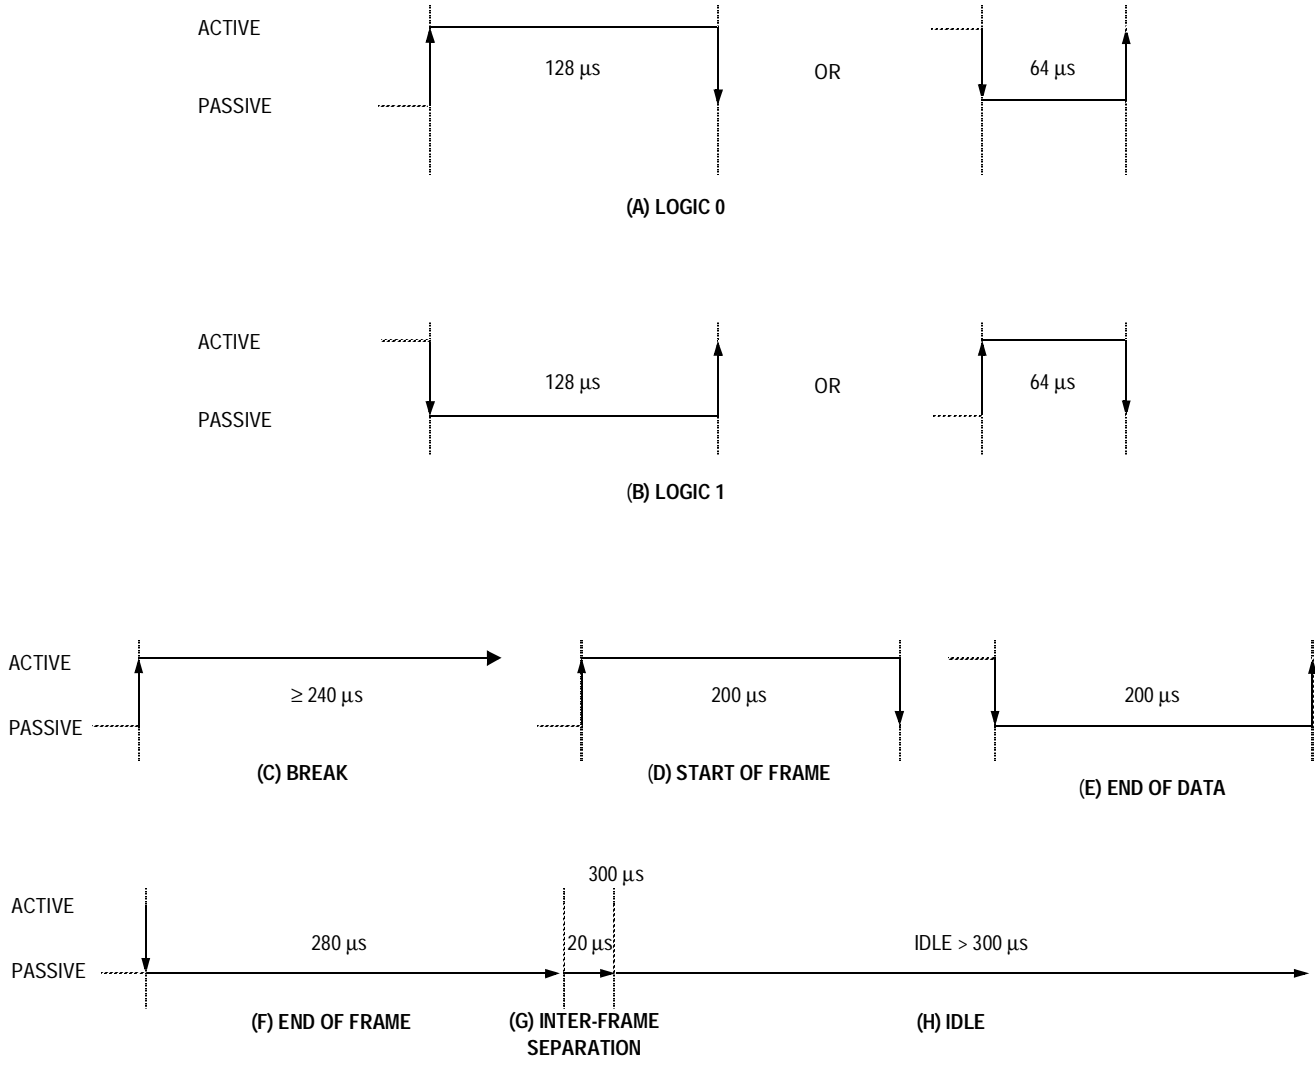 ACTIVE
128 μs
OR
64 μs
PASSIVE
(A) LOGIC 0
ACTIVE
128 μs
OR
64 μs
PASSIVE
(B) LOGIC 1
ACTIVE
≥ 240 μs
200 μs
200 μs
PASSIVE
(C) BREAK
(D) START OF FRAME
(E) END OF DATA
300 μs
ACTIVE
280 μs
20 μs
IDLE > 300 μs
PASSIVE
(F) END OF FRAME
(G) INTER-FRAME
SEPARATION
(H) IDLE